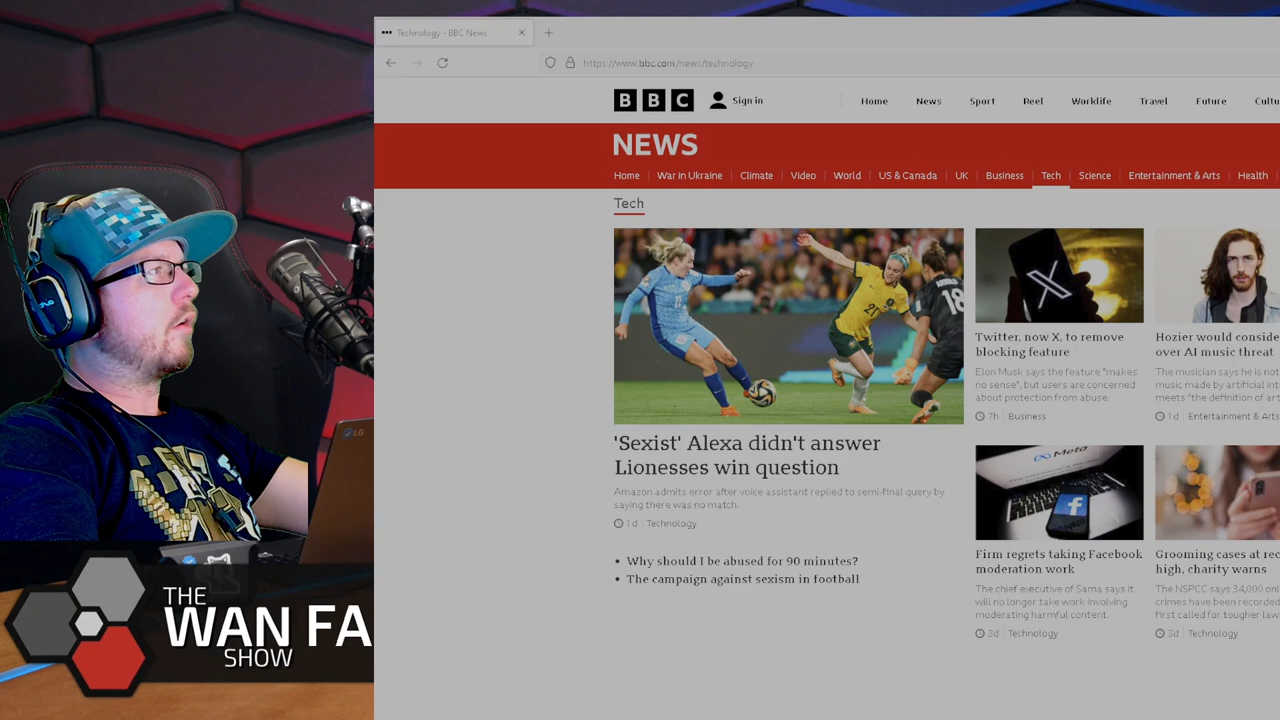 Technology - BBC News
https://www.bbc.com/news/technology
BBC Sign in Home News Sport Reel Worklife Travel Future
NEWS
Home War in Ukraine Climate Video World US & Canada UK Business Tech Science Entertainment & Arts Health
Tech
18
21
X
'Sexist' Alexa didn't answer
Lionesses win question
Amazon admits error after voice assistant replied to semi-final query by
saying there was no match.
1d Technology
Why should I be abused for 90 minutes?
The campaign against sexism in football
Twitter, now X, to remove
blocking feature
Elon Musk says the feature "makes
no sense", but users are concerned
about protection from abuse.
7h Business
Hozier would
over AI music threat
The musician says he is not
music made by artificial
meets "the definition of
1d Entertainment & Arts
Meta
Firm regrets taking Facebook
moderation work
The chief executive of Sama says it
will no longer take work involving
moderating harmful content.
3d Technology
Grooming cases at
high, charity warns
The NSPCC says 34,000
crimes have been recorded
first called for tougher
3d Technology
LG
THE
WAN FA
SHOW